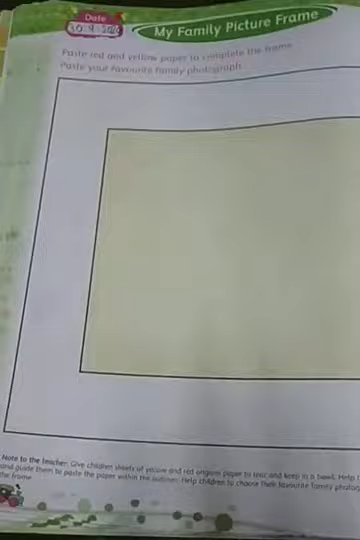 Date
My Family Picture Frame
Paste red and yellow paper to complete the frame.
Paste your favourite family photograph.
Note to the teacher: Give children sheets of yellow and red origami paper to tear and keep in a bowl. Help
and guide them to paste the paper within the outlines. Help children to choose their favourite family
the frame.